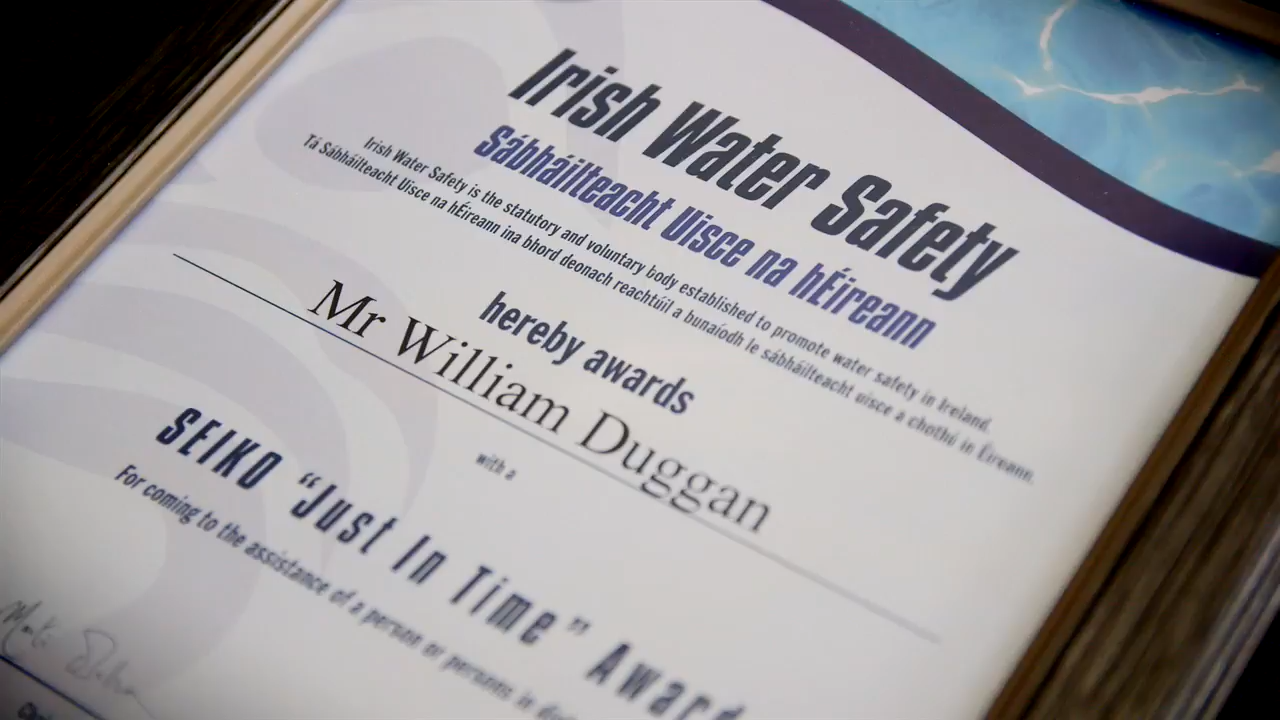 Irish Water Safety
Sábháilteacht Uisce na hÉireann
Irish Water Safety is the statutory and voluntary body established to promote water safety in Ireland.
Tá Sábháilteacht Uisce na hÉireann ina bhord deonach reachtúil a bunaíodh le sábháilteacht uisce a chothú in Éireann.
hereby awards
Mr William Duggan
with a
SEIKO “Just In Time” Award
For coming to the assistance of a person or persons in